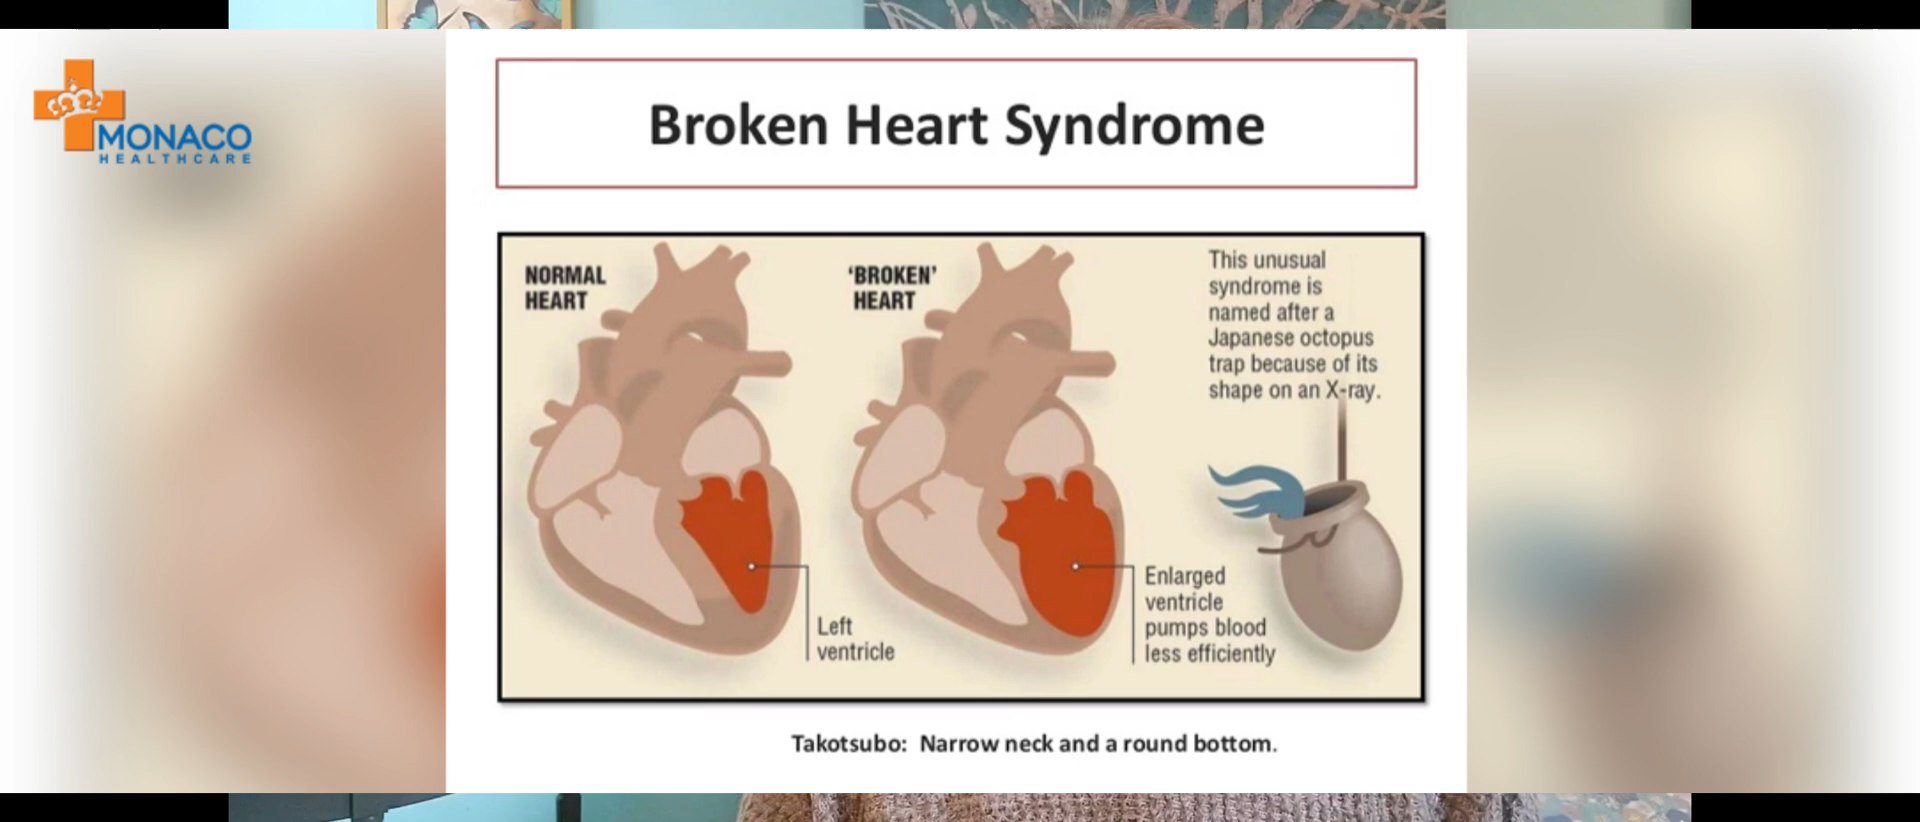 MONACO
HEALTHCARE
Broken Heart Syndrome
NORMAL
HEART
‘BROKEN’
HEART
This unusual
syndrome is
named after a
Japanese octopus
trap because of its
shape on an X-ray.
Left
ventricle
Enlarged
ventricle
pumps blood
less efficiently
Takotsubo: Narrow neck and a round bottom.